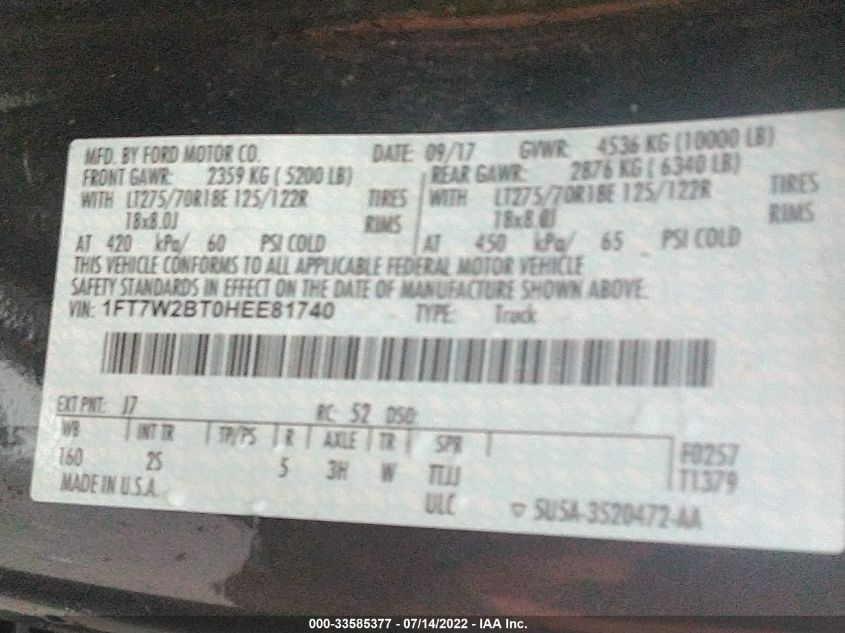 MFD. BY FORD MOTOR CO. DATE: 09/17 GVWR: 4536 KG (10000 LB)
FRONT GAWR: 2359 KG ( 5200 LB) REAR GAWR: 2876 KG ( 6340 LB)
WITH LT275/70R18E 125/122R TIRES WITH LT275/70R18E 125/122R TIRES
18x8.0J RIMS 18x8.0J RIMS
AT 420 kPa/ 60 PSI COLD AT 450 kPa/ 65 PSI COLD
THIS VEHICLE CONFORMS TO ALL APPLICABLE FEDERAL MOTOR VEHICLE
SAFETY STANDARDS IN EFFECT ON THE DATE OF MANUFACTURE SHOWN ABOVE.
VIN: 1FT7W2BT0HEE81740 TYPE: Truck
EXT PNT: J7 RC: 52 DSO:
WB INT TR TP/PS R AXLE TR SPR F0257
160 2S 5 3H W TTJJ T1379
MADE IN U.S.A. ULC ▽ 5U5A-3520472-AA
000-33585377 - 07/14/2022 - IAA Inc.